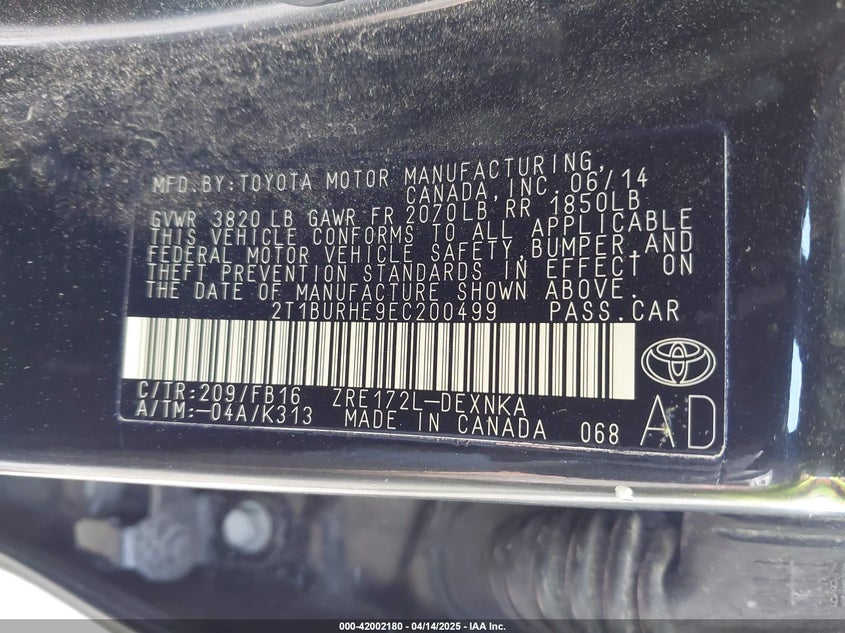 MFD. BY: TOYOTA MOTOR MANUFACTURING,
CANADA, INC. 06/14
GVWR 3820 LB GAWR FR 2070LB RR 1850LB
THIS VEHICLE CONFORMS TO ALL APPLICABLE
FEDERAL MOTOR VEHICLE SAFETY, BUMPER, AND
THEFT PREVENTION STANDARDS IN EFFECT ON
THE DATE OF MANUFACTURE SHOWN ABOVE.
2T1BURHE9EC200499 PASS. CAR
C/TR: 209/FB16 ZRE172L-DEXNKA
A/TM: -04A/K313 MADE IN CANADA 068 AD
000-42002180 - 04/14/2025 - IAA Inc.